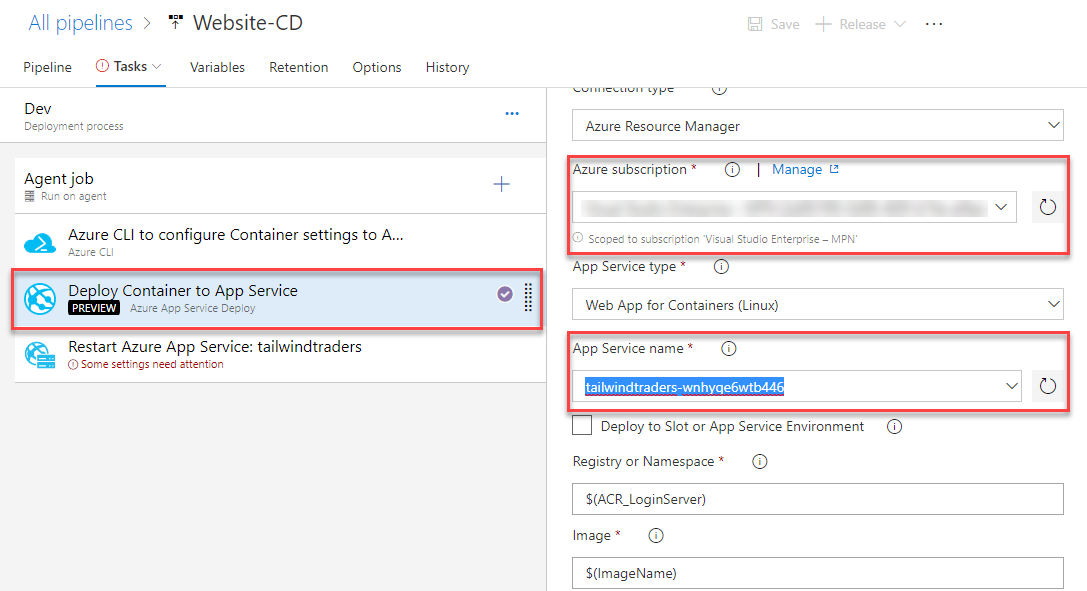 All pipelines > Website-CD
Save Release ...
Pipeline Tasks Variables Retention Options History
Dev
Deployment process
...
Agent job
Run on agent
Azure CLI to configure Container settings to A...
Azure CLI
Deploy Container to App Service
PREVIEW Azure App Service Deploy
Restart Azure App Service: tailwindtraders
Some settings need attention
Connection type
Azure Resource Manager
Azure subscription * | Manage
Scoped to subscription 'Visual Studio Enterprise – MPN'
App Service type *
Web App for Containers (Linux)
App Service name *
tailwindtraders-wnhyge6wtb446
Deploy to Slot or App Service Environment
Registry or Namespace *
$(ACR_LoginServer)
Image *
$(ImageName)